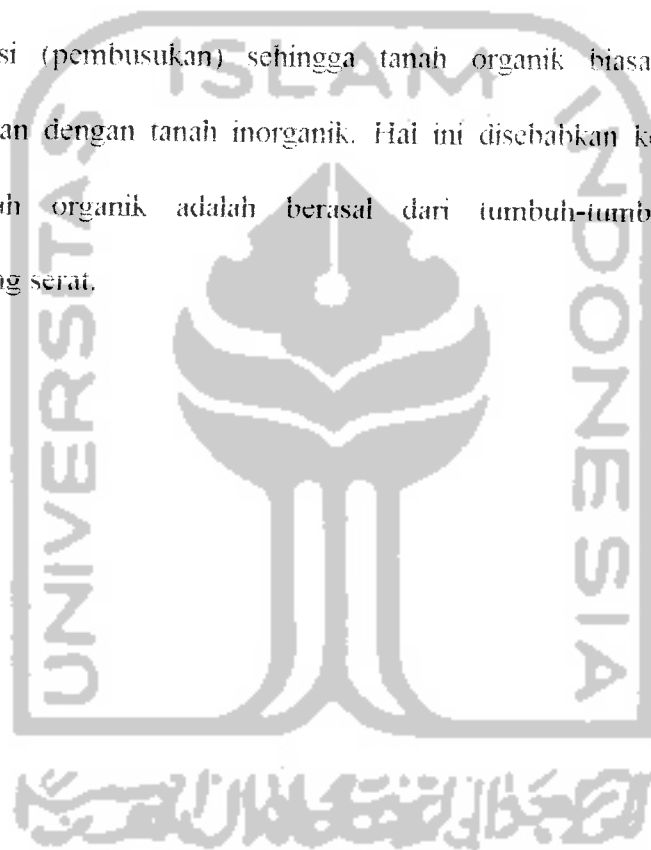 si (pembusukan) sehingga tanah organik biasa
an dengan tanah inorganik. Hal ini disebabkan k
h organik adalah berasal dari tumbuh-tumb
g serat.
ISLAM
UNIVERSITAS
INDONESIA